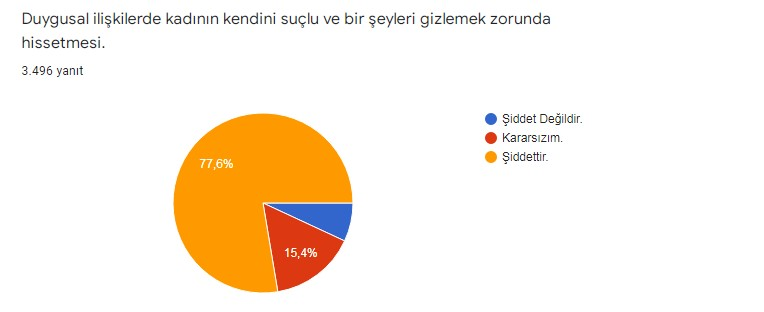 Duygusal ilişkilerde kadının kendini suçlu ve bir şeyleri gizlemek zorunda
hissetmesi.
3.496 yanıt
Şiddet Değildir.
Kararsızım.
Şiddettir.
77,6%
15,4%